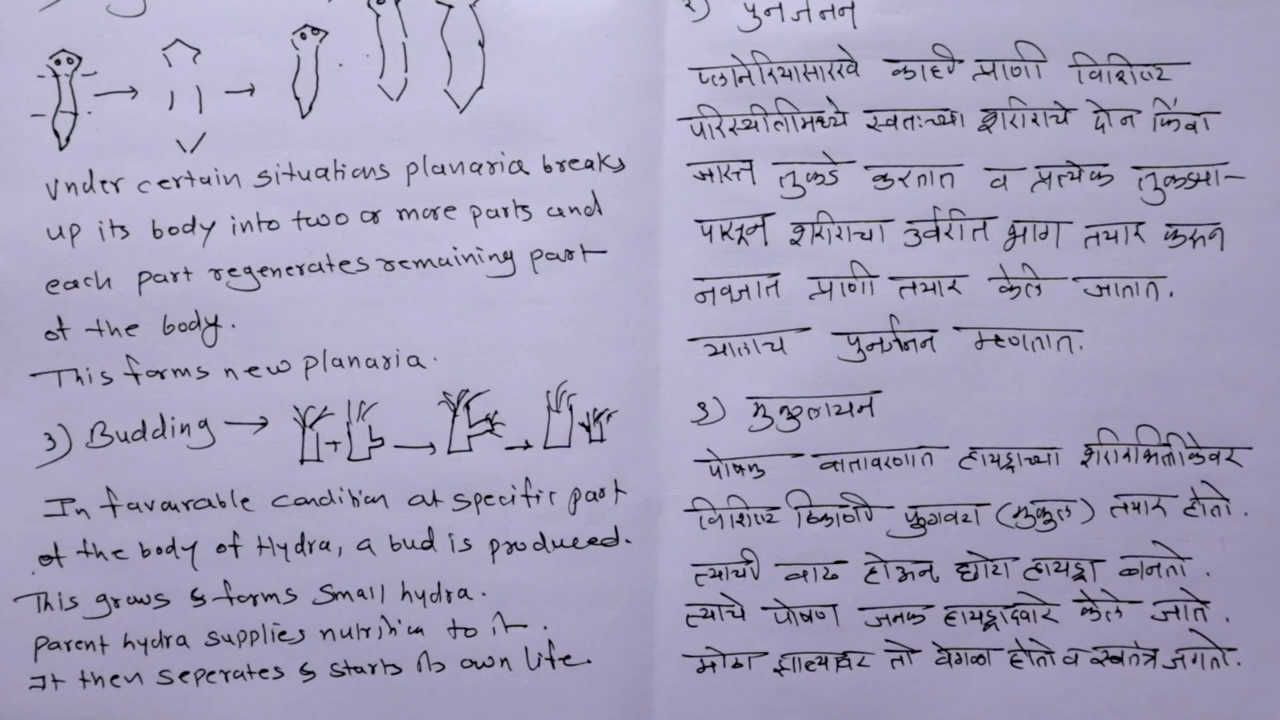 Under certain situations planaria breaks
up its body into two or more parts and
each part regenerates remaining part
of the body.
This forms new planaria.
3) Budding →
In favourable condition at specific part
of the body of Hydra, a bud is produced.
This grows & forms small hydra.
Parent hydra supplies nutrition to it.
It then seperates & starts its own life.
२) पुनर्जनन
प्लानेरियासारखे काही प्राणी विशिष्ट
परिस्थीतीमध्ये स्वतःच्या शरीराचे दोन किंवा
जास्त तुकडे करतात व प्रत्येक तुकड्या-
पासून शरीराचा उर्वरीत भाग तयार करून
नवजात प्राणी तयार केले जातात.
यालाच पुनर्जनन म्हणतात.
३) मुकुलायन
पोषक वातावरणात हायड्राच्या शरीरभितीकेवर
विशिष्ट ठिकाणी फुगवटा (मुकुल) तयार होतो.
त्याची वाढ होऊन छोटा हायड्रा बनतो.
त्याचे पोषण जनक हायड्राद्वारे केले जाते.
मोठा झाल्यावर तो वेगळा होतो व स्वतंत्र जगतो.